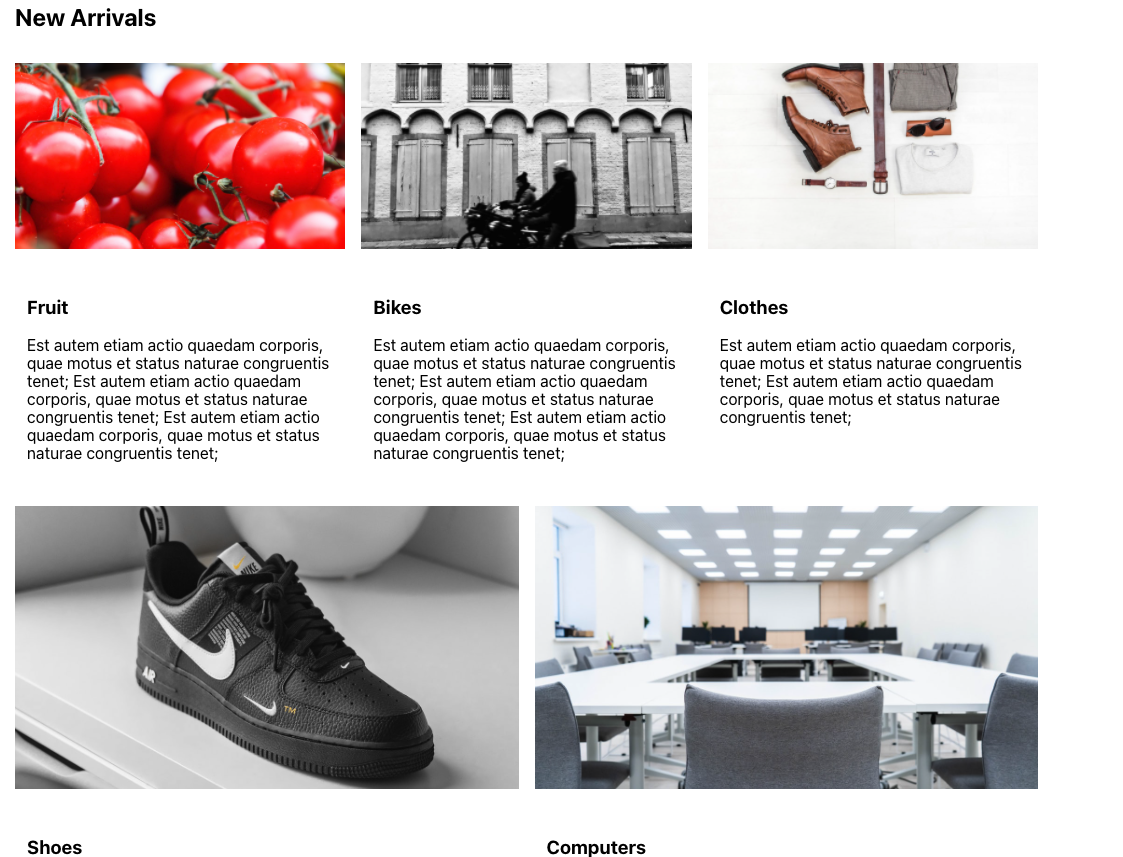 New Arrivals
Fruit
Est autem etiam actio quaedam corporis,
quae motus et status naturae congruentis
tenet; Est autem etiam actio quaedam
corporis, quae motus et status naturae
congruentis tenet; Est autem etiam actio
quaedam corporis, quae motus et status
naturae congruentis tenet;
Bikes
Est autem etiam actio quaedam corporis,
quae motus et status naturae congruentis
tenet; Est autem etiam actio quaedam
corporis, quae motus et status naturae
congruentis tenet; Est autem etiam actio
quaedam corporis, quae motus et status
naturae congruentis tenet;
Clothes
Est autem etiam actio quaedam corporis,
quae motus et status naturae congruentis
tenet; Est autem etiam actio quaedam
corporis, quae motus et status naturae
congruentis tenet;
NIKE
AIR
TM
Shoes
Computers